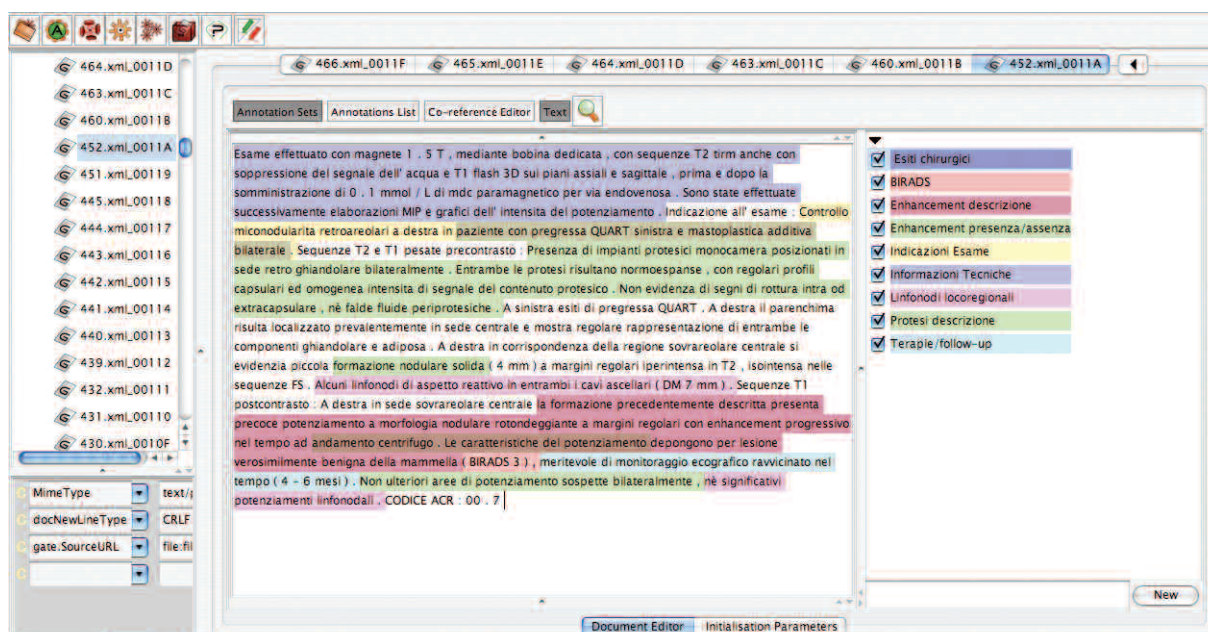 466.xml_0011F 465.xml_0011E 464.xml_0011D 463.xml_0011C 460.xml_0011B 452.xml_0011A
464.xml_0011D
463.xml_0011C
460.xml_0011B
452.xml_0011A
451.xml_00119
445.xml_00118
444.xml_00117
443.xml_00116
442.xml_00115
441.xml_00114
440.xml_00113
439.xml_00112
432.xml_00111
431.xml_00110
430.xml_0010F
MimeType text/p
docNewLineType CRLF
gate.SourceURL file:fil
Annotation Sets Annotations List Co-reference Editor Text
Esame effettuato con magnete 1 . 5 T , mediante bobina dedicata , con sequenze T2 tirm anche con
soppressione del segnale dell' acqua e T1 flash 3D sui piani assiali e sagittale , prima e dopo la
somministrazione di 0 . 1 mmol / L di mdc paramagnetico per via endovenosa . Sono state effettuate
successivamente elaborazioni MIP e grafici dell' intensita del potenziamento . Indicazione all' esame : Controllo
miconodularita retroareolari a destra in paziente con pregressa QUART sinistra e mastoplastica additiva
bilaterale . Sequenze T2 e T1 pesate precontrasto : Presenza di impianti protesici monocamera posizionati in
sede retro ghiandolare bilateralmente . Entrambe le protesi risultano normoespanse , con regolari profili
capsulari ed omogenea intensita di segnale del contenuto protesico . Non evidenza di segni di rottura intra od
extracapsulare , nè falde fluide periprotesiche . A sinistra esiti di pregressa QUART . A destra il parenchima
risulta localizzato prevalentemente in sede centrale e mostra regolare rappresentazione di entrambe le
componenti ghiandolare e adiposa . A destra in corrispondenza della regione sovrareolare centrale si
evidenzia piccola formazione nodulare solida ( 4 mm ) a margini regolari iperintensa in T2 , isointensa nelle
sequenze FS . Alcuni linfonodi di aspetto reattivo in entrambi i cavi ascellari ( DM 7 mm ) . Sequenze T1
postcontrasto : A destra in sede sovrareolare centrale la formazione precedentemente descritta presenta
precoce potenziamento a morfologia nodulare rotondeggiante a margini regolari con enhancement progressivo
nel tempo ad andamento centrifugo . Le caratteristiche del potenziamento depongono per lesione
verosimilmente benigna della mammella ( BIRADS 3 ) , meritevole di monitoraggio ecografico ravvicinato nel
tempo ( 4 - 6 mesi ) . Non ulteriori aree di potenziamento sospette bilateralmente , nè significativi
potenziamenti linfonodali . CODICE ACR : 00 . 7
Esiti chirurgici
BIRADS
Enhancement descrizione
Enhancement presenza/assenza
Indicazioni Esame
Informazioni Tecniche
Linfonodi locoregionali
Protesi descrizione
Terapie/follow-up
New
Document Editor Initialisation Parameters